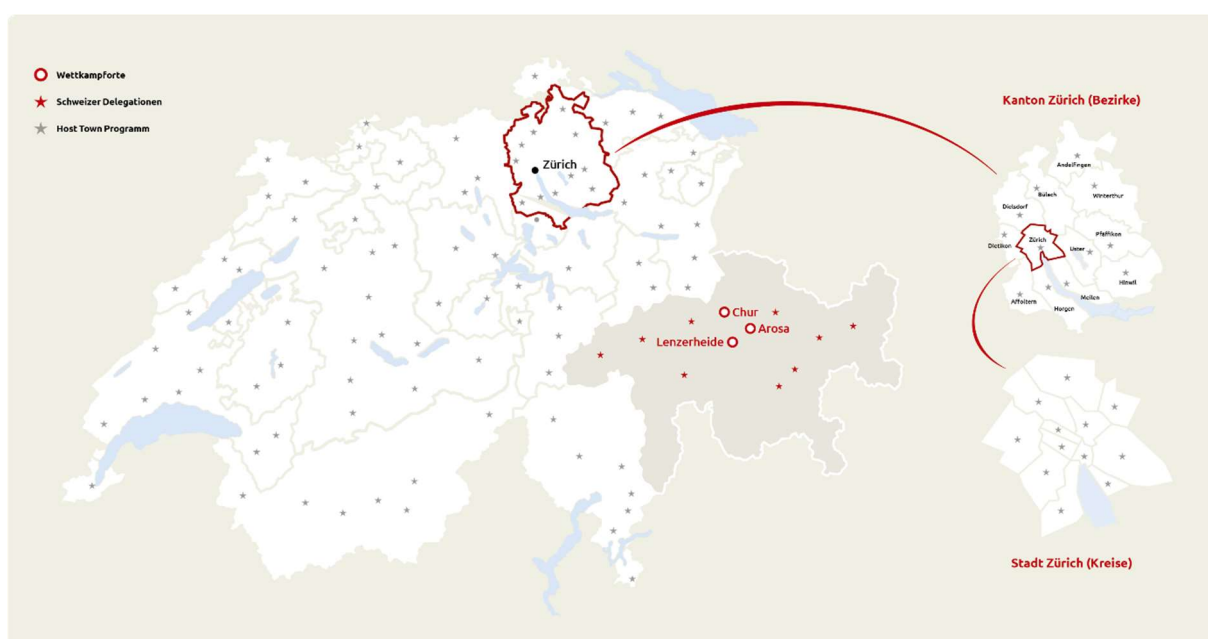 Wettkampforte
Schweizer Delegationen
Host Town Programm
Zürich
Chur
Arosa
Lenzerheide
Kanton Zürich (Bezirke)
Andelfingen
Bülach
Winterthur
Dielsdorf
Zürich
Pfäffikon
Dietikon
Uster
Hinwil
Affoltern
Meilen
Horgen
Stadt Zürich (Kreise)